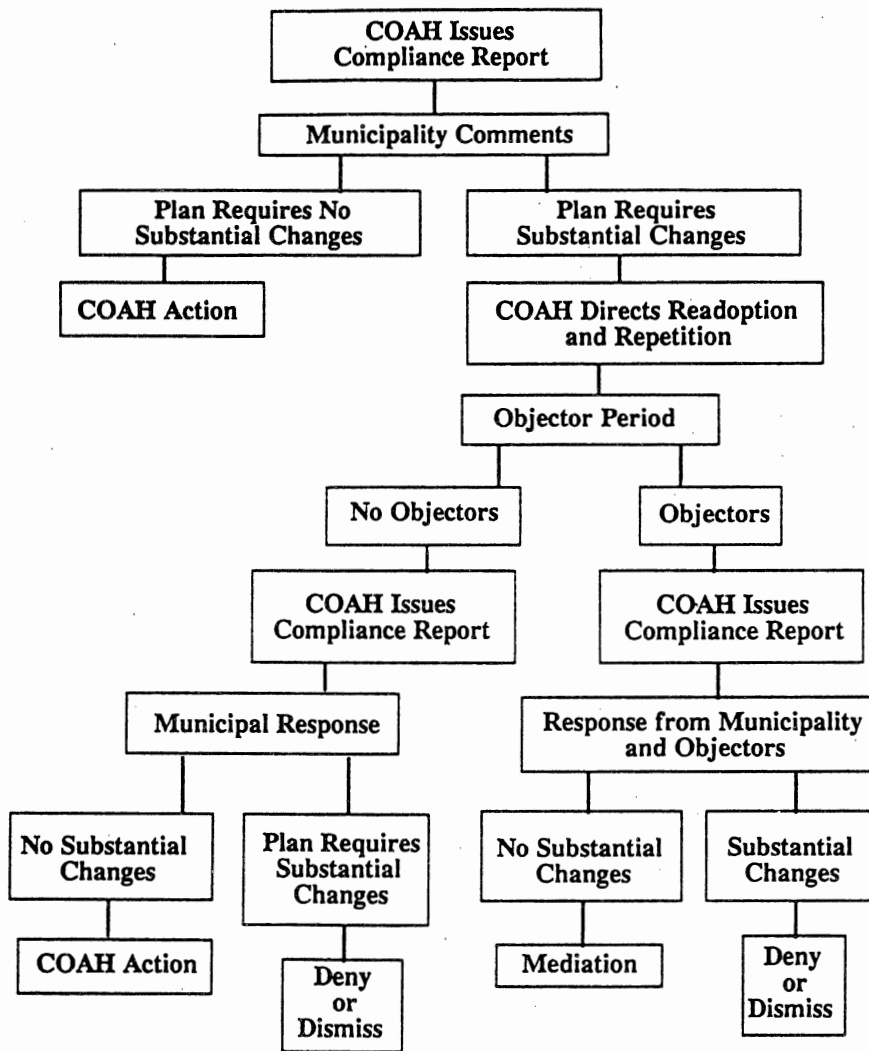 COAH Issues
Compliance Report
Municipality Comments
Plan Requires No
Substantial Changes
Plan Requires
Substantial Changes
COAH Action
COAH Directs Readoption
and Repetition
Objector Period
No Objectors
Objectors
COAH Issues
Compliance Report
COAH Issues
Compliance Report
Municipal Response
Response from Municipality
and Objectors
No Substantial
Changes
Plan Requires
Substantial
Changes
No Substantial
Changes
Substantial
Changes
COAH Action
Deny
or
Dismiss
Mediation
Deny
or
Dismiss